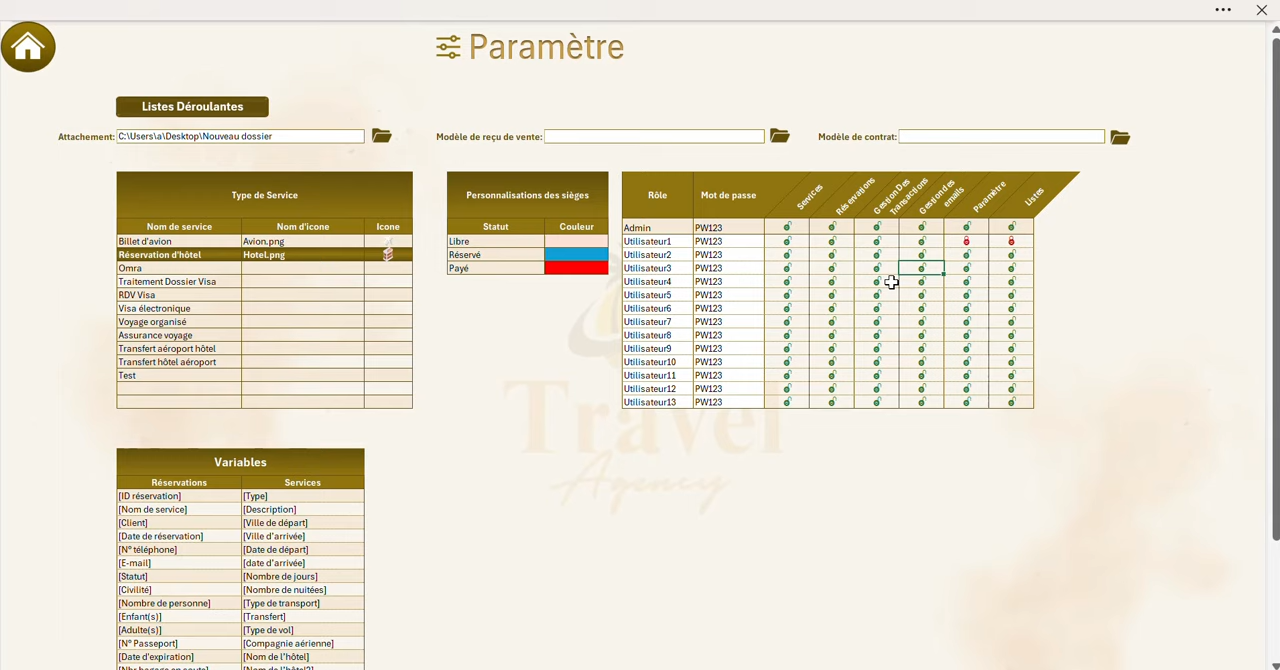 Paramètre
Listes Déroulantes
Attachement: C:\Users\a\Desktop\Nouveau dossier
Modèle de reçu de vente:
Modèle de contrat:
Type de Service
Nom de service Nom d'icone Icone
Billet d'avion Avion.png
Réservation d'hôtel Hotel.png
Omra
Traitement Dossier Visa
RDV Visa
Visa électronique
Voyage organisé
Assurance voyage
Transfert aéroport hôtel
Transfert hôtel aéroport
Test
Personnalisations des sièges
Statut Couleur
Libre
Réservé
Payé
Rôle Mot de passe Services Réservations Gestion Des Transactions Gestion des emails Paramètre Listes
Admin PW123
Utilisateur1 PW123
Utilisateur2 PW123
Utilisateur3 PW123
Utilisateur4 PW123
Utilisateur5 PW123
Utilisateur6 PW123
Utilisateur7 PW123
Utilisateur8 PW123
Utilisateur9 PW123
Utilisateur10 PW123
Utilisateur11 PW123
Utilisateur12 PW123
Utilisateur13 PW123
Travel
Agency
Variables
Réservations Services
[ID réservation] [Type]
[Nom de service] [Description]
[Client] [Ville de départ]
[Date de réservation] [Ville d'arrivée]
[N° téléphone] [Date de départ]
[E-mail] [date d'arrivée]
[Statut] [Nombre de jours]
[Civilité] [Nombre de nuitées]
[Nombre de personne] [Type de transport]
[Enfant(s)] [Transfert]
[Adulte(s)] [Type de vol]
[N° Passeport] [Compagnie aérienne]
[Date d'expiration] [Nom de l'hôtel]